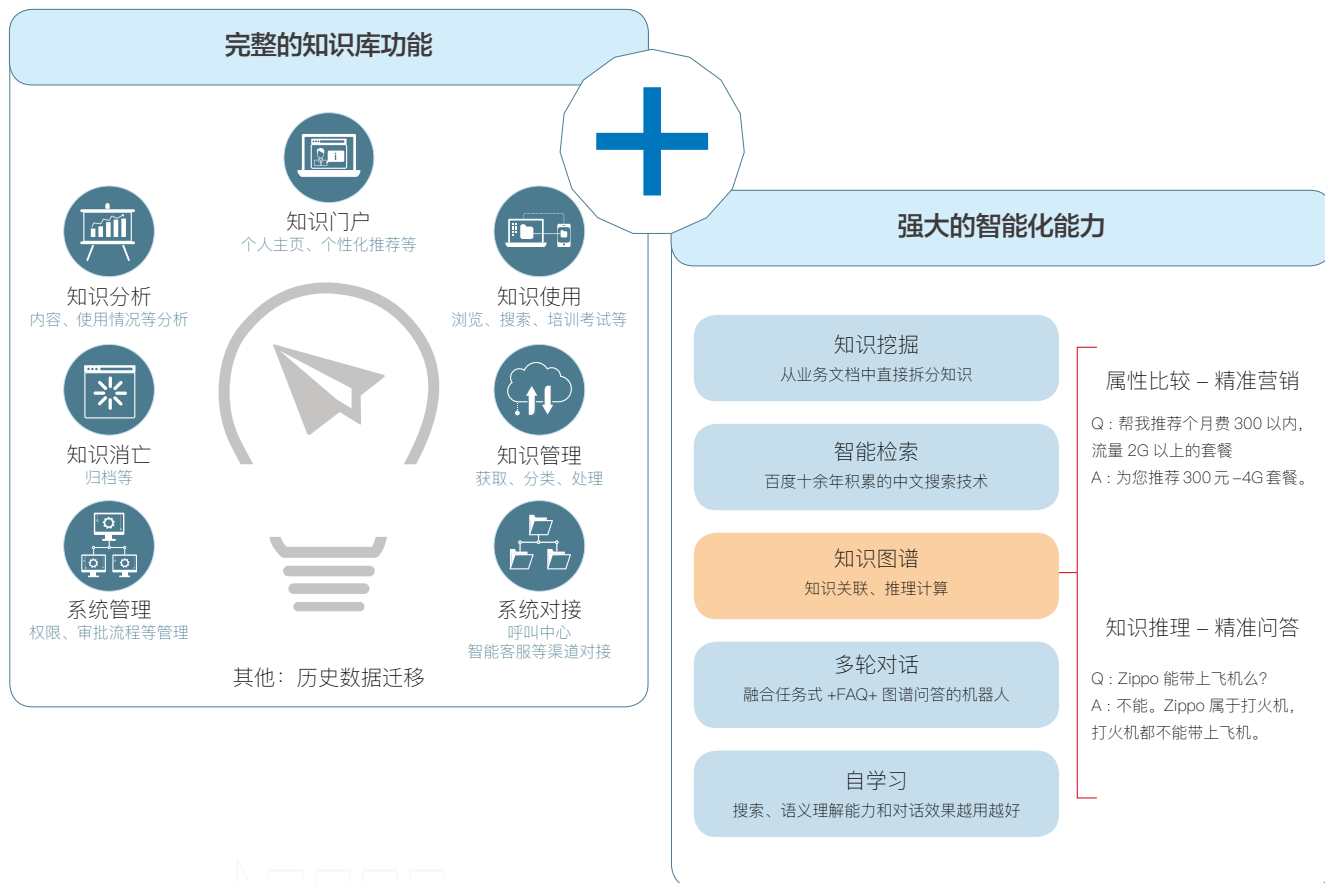 完整的知识库功能
知识门户
个人主页、个性化推荐等
知识分析
内容、使用情况等分析
知识使用
浏览、搜索、培训考试等
知识消亡
归档等
知识管理
获取、分类、处理
系统管理
权限、审批流程等管理
系统对接
呼叫中心
智能客服等渠道对接
其他：历史数据迁移
强大的智能化能力
知识挖掘
从业务文档中直接拆分知识
智能检索
百度十余年积累的中文搜索技术
知识图谱
知识关联、推理计算
多轮对话
融合任务式 +FAQ+ 图谱问答的机器人
自学习
搜索、语义理解能力和对话效果越用越好
属性比较 – 精准营销
Q : 帮我推荐个月费 300 以内,
流量 2G 以上的套餐
A : 为您推荐 300 元 –4G 套餐。
知识推理 – 精准问答
Q : Zippo 能带上飞机么?
A : 不能。Zippo 属于打火机,
打火机都不能带上飞机。